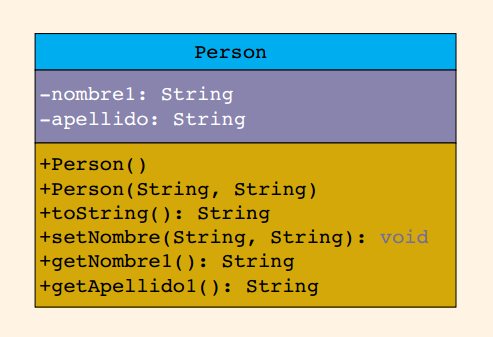 Person
-nombre1: String
-apellido: String
+Person()
+Person(String, String)
+toString(): String
+setNombre(String, String): void
+getNombre1(): String
+getApellido1(): String